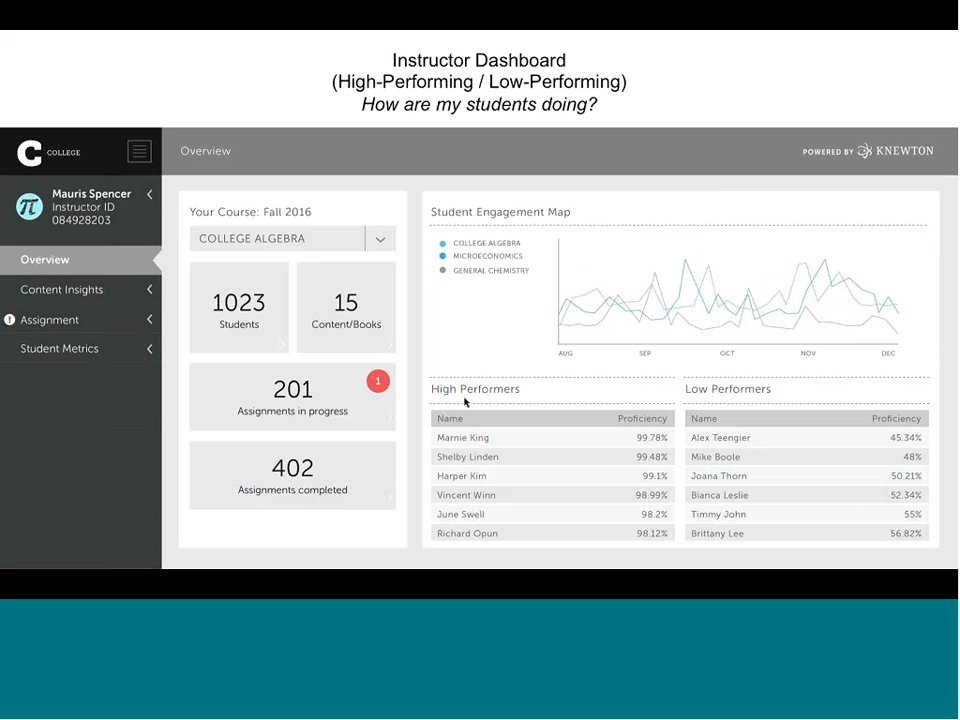 Instructor Dashboard
(High-Performing / Low-Performing)
How are my students doing?
C COLLEGE
Overview
POWERED BY KNEWTON
Mauris Spencer
Instructor ID
084928203
Overview
Content Insights
! Assignment
Student Metrics
Your Course: Fall 2016
COLLEGE ALGEBRA
1023
Students
15
Content/Books
201
1
Assignments in progress
402
Assignments completed
Student Engagement Map
COLLEGE ALGEBRA
MICROECONOMICS
GENERAL CHEMISTRY
AUG SEP OCT NOV DEC
High Performers
Name Proficiency
Marnie King 99.78%
Shelby Linden 99.48%
Harper Kim 99.1%
Vincent Winn 98.99%
June Swell 98.2%
Richard Opun 98.12%
Low Performers
Name Proficiency
Alex Teengier 45.34%
Mike Boole 48%
Joana Thorn 50.21%
Bianca Leslie 52.34%
Timmy John 55%
Brittany Lee 56.82%